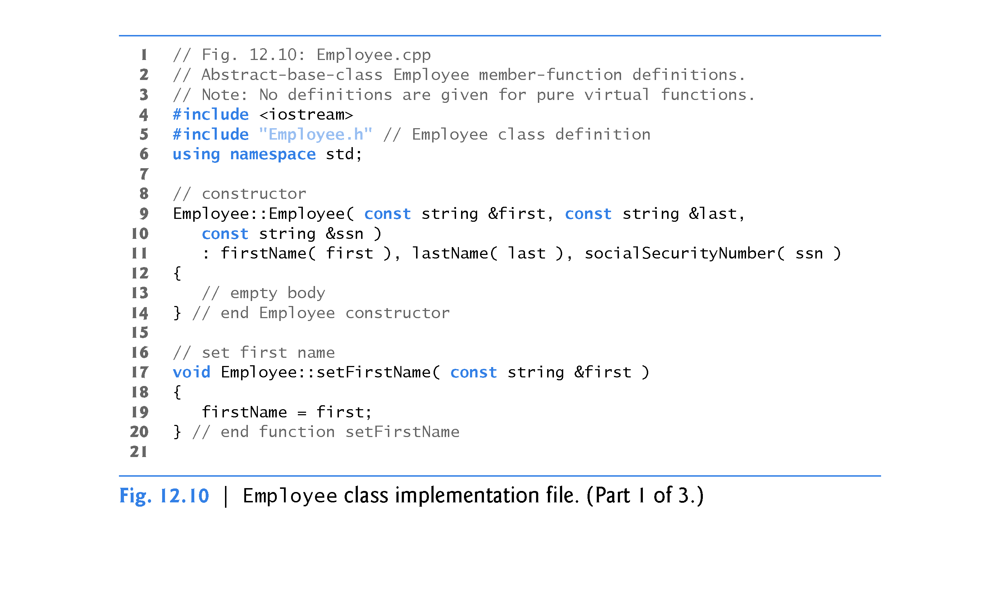 1 // Fig. 12.10: Employee.cpp
2 // Abstract-base-class Employee member-function definitions.
3 // Note: No definitions are given for pure virtual functions.
4 #include <iostream>
5 #include "Employee.h" // Employee class definition
6 using namespace std;
7
8 // constructor
9 Employee::Employee( const string &first, const string &last,
10    const string &ssn )
11    : firstName( first ), lastName( last ), socialSecurityNumber( ssn )
12 {
13    // empty body
14 } // end Employee constructor
15
16 // set first name
17 void Employee::setFirstName( const string &first )
18 {
19    firstName = first;
20 } // end function setFirstName
21
Fig. 12.10 | Employee class implementation file. (Part 1 of 3.)